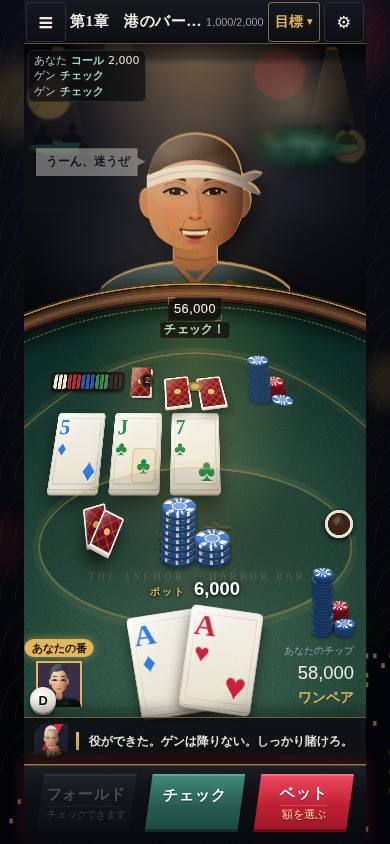 第1章　港のバー… 1,000/2,000 目標 ▾
あなた コール 2,000
ゲン チェック
ゲン チェック
うーん、迷うぜ
56,000
チェック！
2
5 J 7
THE ANCHOR · HARBOR BAR
ポット 6,000
A A
あなたの番
D
あなたのチップ
58,000
ワンペア
役ができた。ゲンは降りない。しっかり賭けろ。
フォールド
チェックできます
チェック
ベット
額を選ぶ